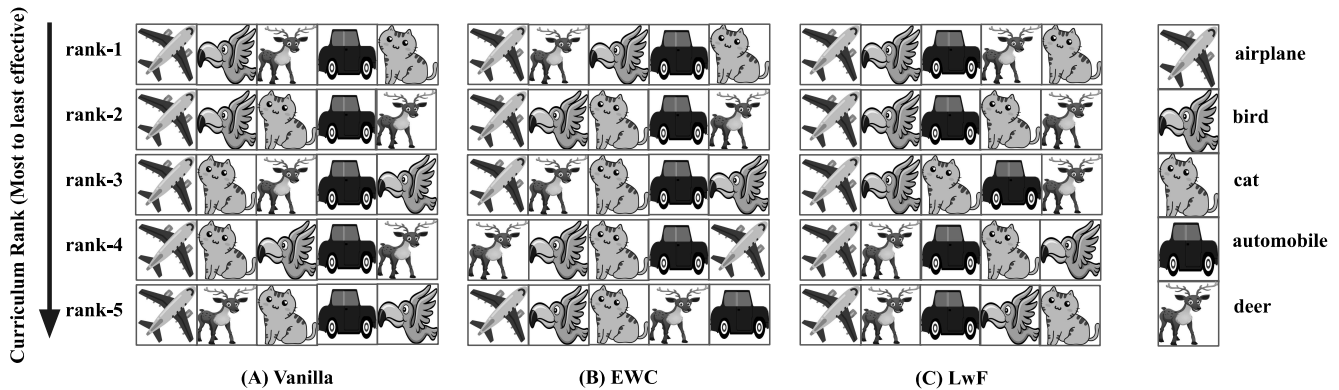 Curriculum Rank (Most to least effective)
rank-1
rank-2
rank-3
rank-4
rank-5
(A) Vanilla
(B) EWC
(C) LwF
airplane
bird
cat
automobile
deer